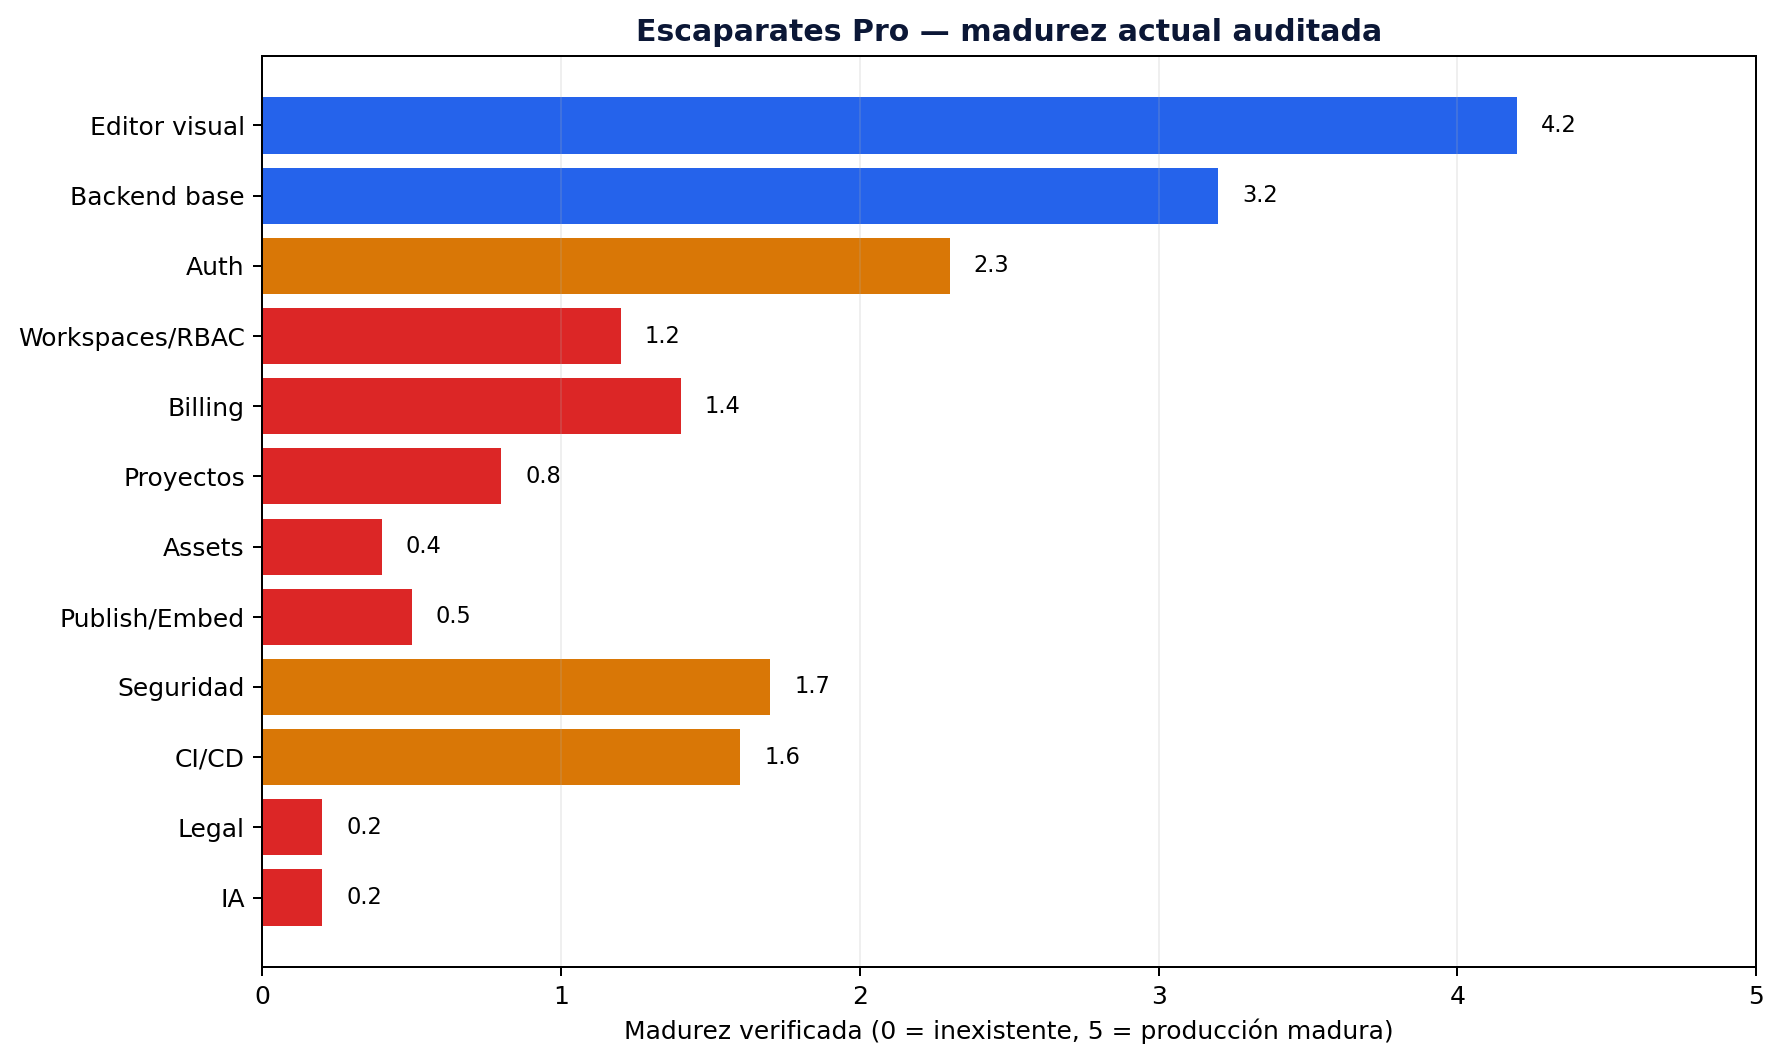 Escaparates Pro — madurez actual auditada
Editor visual 4.2
Backend base 3.2
Auth 2.3
Workspaces/RBAC 1.2
Billing 1.4
Proyectos 0.8
Assets 0.4
Publish/Embed 0.5
Seguridad 1.7
CI/CD 1.6
Legal 0.2
IA 0.2
0 1 2 3 4 5
Madurez verificada (0 = inexistente, 5 = producción madura)